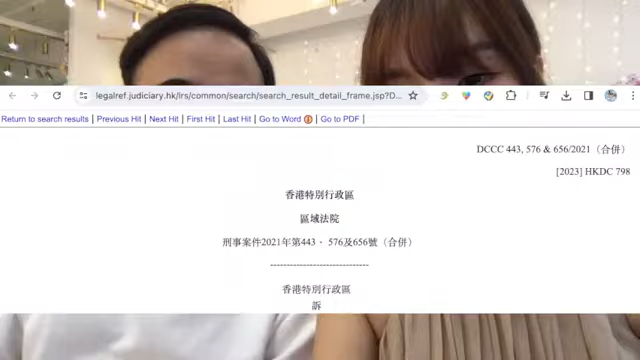 legalref.judiciary.hk/lrs/common/search/search_result_detail_frame.jsp?D...
Return to search results | Previous Hit | Next Hit | First Hit | Last Hit | Go to Word | Go to PDF |
DCCC 443, 576 & 656/2021（合併）
[2023] HKDC 798
香港特別行政區
區域法院
刑事案件2021年第443、 576及656號（合併）
------------------------------
香港特別行政區
訴